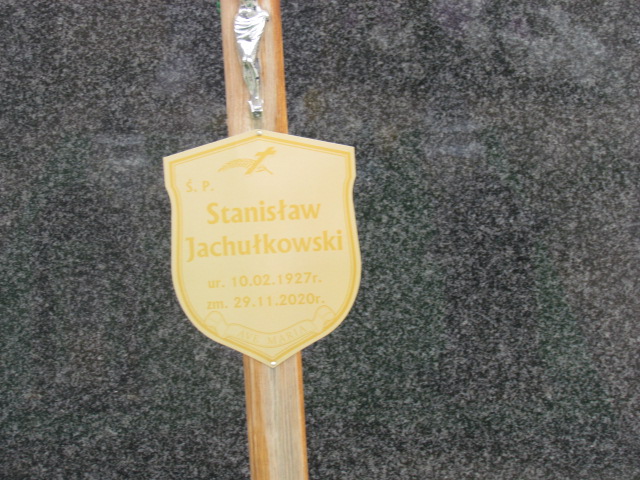 Ś. P.
Stanisław
Jachułkowski
ur. 10.02.1927r.
zm. 29.11.2020r.
AVE MARIA